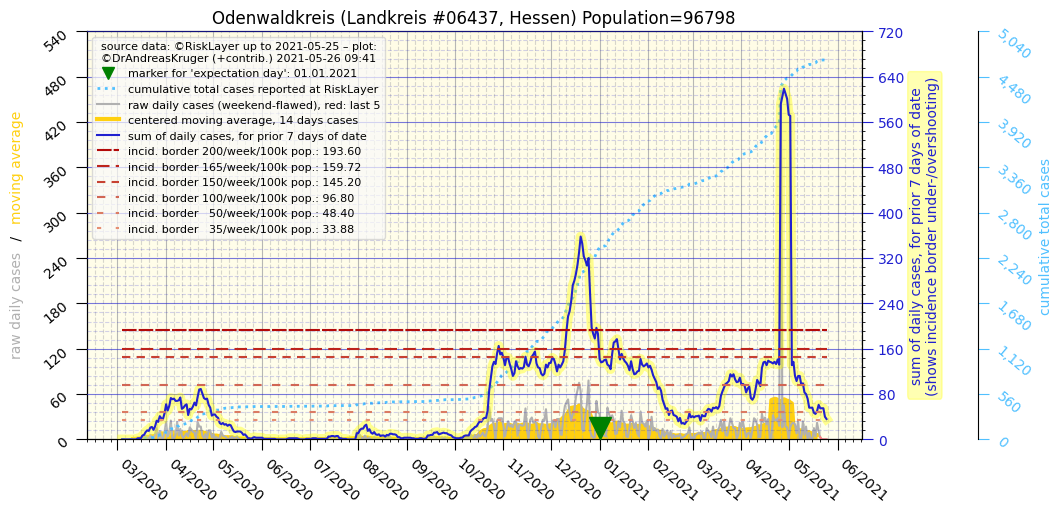 Odenwaldkreis (Landkreis #06437, Hessen) Population=96798
source data: ©RiskLayer up to 2021-05-25 – plot:
©DrAndreasKruger (+contrib.) 2021-05-26 09:41
marker for 'expectation day': 01.01.2021
cumulative total cases reported at RiskLayer
raw daily cases (weekend-flawed), red: last 5
centered moving average, 14 days cases
sum of daily cases, for prior 7 days of date
incid. border 200/week/100k pop.: 193.60
incid. border 165/week/100k pop.: 159.72
incid. border 150/week/100k pop.: 145.20
incid. border 100/week/100k pop.: 96.80
incid. border 50/week/100k pop.: 48.40
incid. border 35/week/100k pop.: 33.88
raw daily cases / moving average
540
480
420
360
300
240
180
120
60
0
03/2020
04/2020
05/2020
06/2020
07/2020
08/2020
09/2020
10/2020
11/2020
12/2020
01/2021
02/2021
03/2021
04/2021
05/2021
06/2021
720
640
560
480
400
320
240
160
80
0
sum of daily cases, for prior 7 days of date
(shows incidence border under-/overshooting)
5,040
4,480
3,920
3,360
2,800
2,240
1,680
1,120
560
0
cumulative total cases